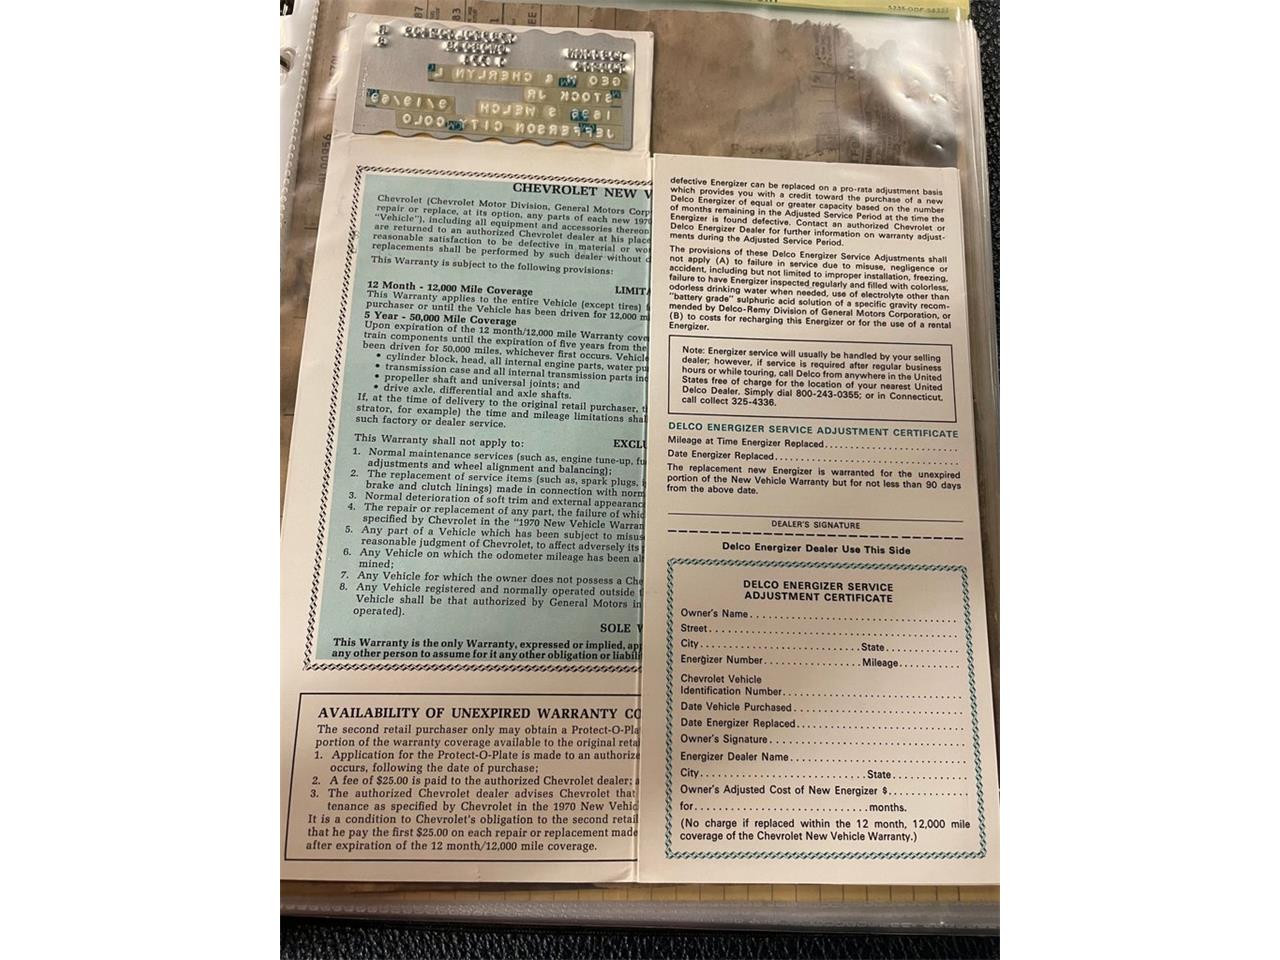 5735-ODF-5832)
GEO W & CHERLYN L
STOCK JR
1996 S WELCH 9/19/69
JEFFERSON CITY COLO
CHEVROLET NEW
Chevrolet (Chevrolet Motor Division, General Motors Corp
repair or replace, at its option, any parts of each new 1970
"Vehicle"), including all equipment and accessories thereon
are returned to an authorized Chevrolet dealer at his place
reasonable satisfaction to be defective in material or
replacements shall be performed by such dealer without
This Warranty is subject to the following provisions:
LIMITA
12 Month - 12,000 Mile Coverage
This Warranty applies to the entire Vehicle (except tires)
purchaser or until the Vehicle has been driven for 12,000 m
5 Year - 50,000 Mile Coverage
Upon expiration of the 12 month/12,000 mile Warranty cove
train components until the expiration of five years from the
been driven for 50,000 miles, whichever first occurs. Vehicle
• cylinder block, head, all internal engine parts, water pu
• transmission case and all internal transmission parts inc
• propeller shaft and universal joints; and
• drive axle, differential and axle shafts.
If, at the time of delivery to the original retail purchaser, t
strator, for example) the time and mileage limitations shal
such factory or dealer service.
This Warranty shall not apply to: EXCLU
1. Normal maintenance services (such as, engine tune-up, fu
adjustments and wheel alignment and balancing);
2. The replacement of service items (such as, spark plugs,
brake and clutch linings) made in connection with norm
3. Normal deterioration of soft trim and external appearanc
4. The repair or replacement of any part, the failure of whic
specified by Chevrolet in the "1970 New Vehicle Warran
5. Any part of a Vehicle which has been subject to misus
reasonable judgment of Chevrolet, to affect adversely its
6. Any Vehicle on which the odometer mileage has been alt
mined;
7. Any Vehicle for which the owner does not possess a Che
8. Any Vehicle registered and normally operated outside t
Vehicle shall be that authorized by General Motors in
operated).
SOLE W
This Warranty is the only Warranty, expressed or implied, app
any other person to assume for it any other obligation or liabili
AVAILABILITY OF UNEXPIRED WARRANTY CO
The second retail purchaser only may obtain a Protect-O-Pla
portion of the warranty coverage available to the original retai
1. Application for the Protect-O-Plate is made to an authorize
occurs, following the date of purchase;
2. A fee of $25.00 is paid to the authorized Chevrolet dealer; a
3. The authorized Chevrolet dealer advises Chevrolet that
tenance as specified by Chevrolet in the 1970 New Vehic
It is a condition to Chevrolet's obligation to the second retail
that he pay the first $25.00 on each repair or replacement made
after expiration of the 12 month/12,000 mile coverage.
defective Energizer can be replaced on a pro-rata adjustment basis
which provides you with a credit toward the purchase of a new
Delco Energizer of equal or greater capacity based on the number
of months remaining in the Adjusted Service Period at the time the
Energizer is found defective. Contact an authorized Chevrolet or
Delco Energizer Dealer for further information on warranty adjust-
ments during the Adjusted Service Period.
The provisions of these Delco Energizer Service Adjustments shall
not apply (A) to failure in service due to misuse, negligence or
accident, including but not limited to improper installation, freezing,
failure to have Energizer inspected regularly and filled with colorless,
odorless drinking water when needed, use of electrolyte other than
"battery grade" sulphuric acid solution of a specific gravity recom-
mended by Delco-Remy Division of General Motors Corporation, or
(B) to costs for recharging this Energizer or for the use of a rental
Energizer.
Note: Energizer service will usually be handled by your selling
dealer; however, if service is required after regular business
hours or while touring, call Delco from anywhere in the United
States free of charge for the location of your nearest United
Delco Dealer. Simply dial 800-243-0355; or in Connecticut,
call collect 325-4336.
DELCO ENERGIZER SERVICE ADJUSTMENT CERTIFICATE
Mileage at Time Energizer Replaced
Date Energizer Replaced
The replacement new Energizer is warranted for the unexpired
portion of the New Vehicle Warranty but for not less than 90 days
from the above date.
DEALER'S SIGNATURE
Delco Energizer Dealer Use This Side
DELCO ENERGIZER SERVICE
ADJUSTMENT CERTIFICATE
Owner's Name
Street
City State
Energizer Number Mileage
Chevrolet Vehicle
Identification Number
Date Vehicle Purchased
Date Energizer Replaced
Owner's Signature
Energizer Dealer Name
City State
Owner's Adjusted Cost of New Energizer $
for months.
(No charge if replaced within the 12 month, 12,000 mile
coverage of the Chevrolet New Vehicle Warranty.)